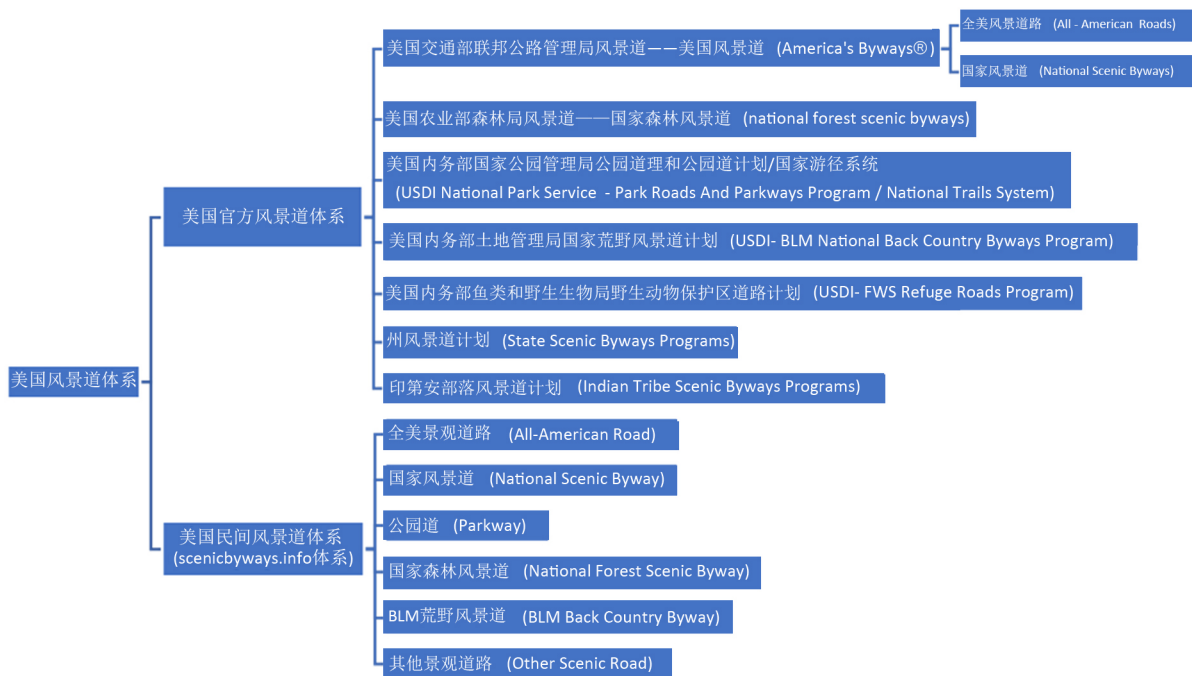 美国风景道体系
美国官方风景道体系
美国交通部联邦公路管理局风景道——美国风景道 (America's Byways®)
全美风景道路 (All - American Roads)
国家风景道 (National Scenic Byways)
美国农业部森林局风景道——国家森林风景道 (national forest scenic byways)
美国内务部国家公园管理局公园道理和公园道计划/国家游径系统
(USDI National Park Service - Park Roads And Parkways Program / National Trails System)
美国内务部土地管理局国家荒野风景道计划 (USDI- BLM National Back Country Byways Program)
美国内务部鱼类和野生生物局野生动物保护区道路计划 (USDI- FWS Refuge Roads Program)
州风景道计划 (State Scenic Byways Programs)
印第安部落风景道计划 (Indian Tribe Scenic Byways Programs)
美国民间风景道体系
(scenicbyways.info体系)
全美景观道路 (All-American Road)
国家风景道 (National Scenic Byway)
公园道 (Parkway)
国家森林风景道 (National Forest Scenic Byway)
BLM荒野风景道 (BLM Back Country Byway)
其他景观道路 (Other Scenic Road)